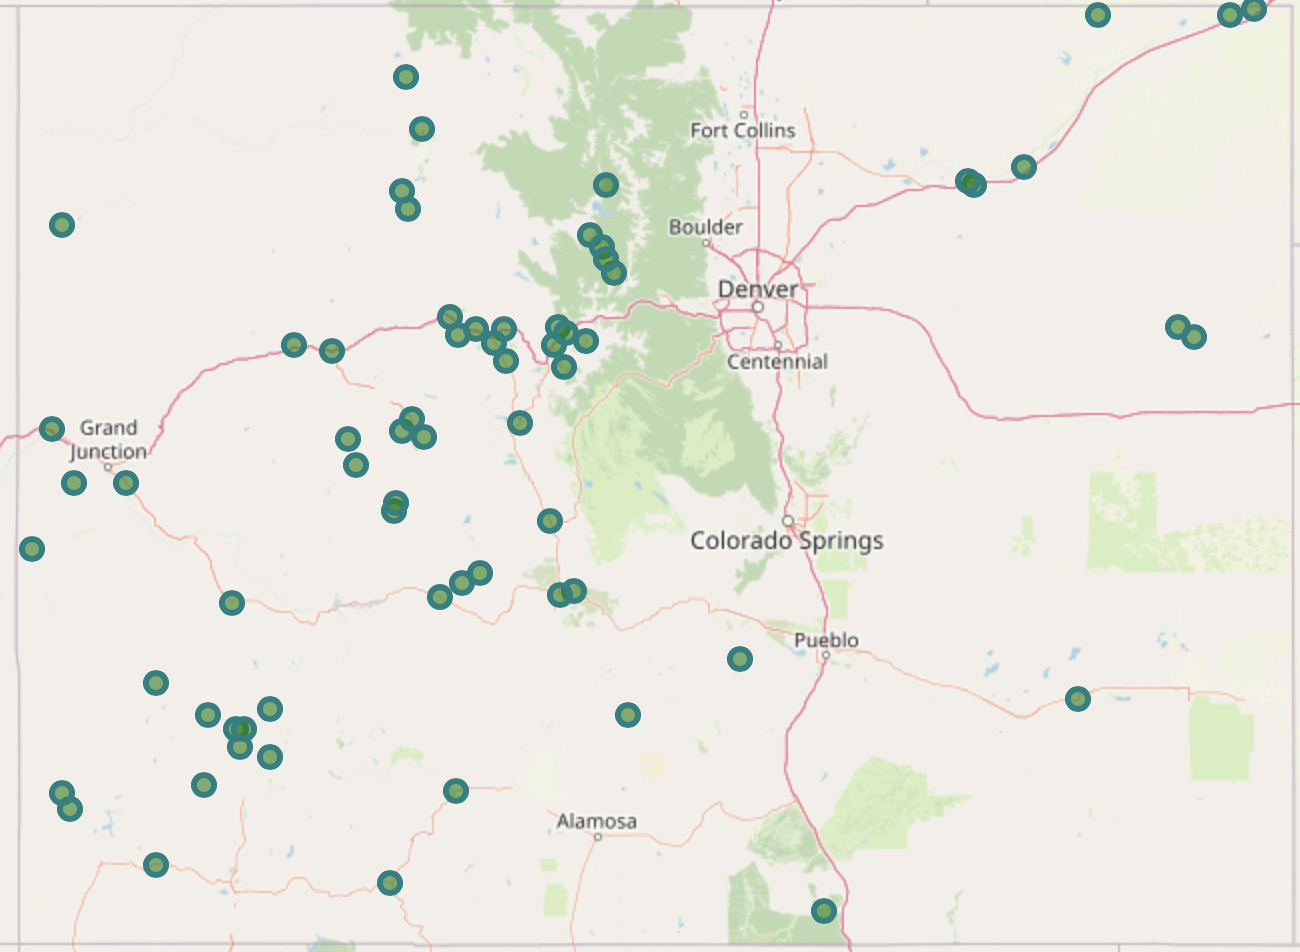 Fort Collins
Boulder
Denver
Centennial
Grand
Junction
Colorado Springs
Pueblo
Alamosa